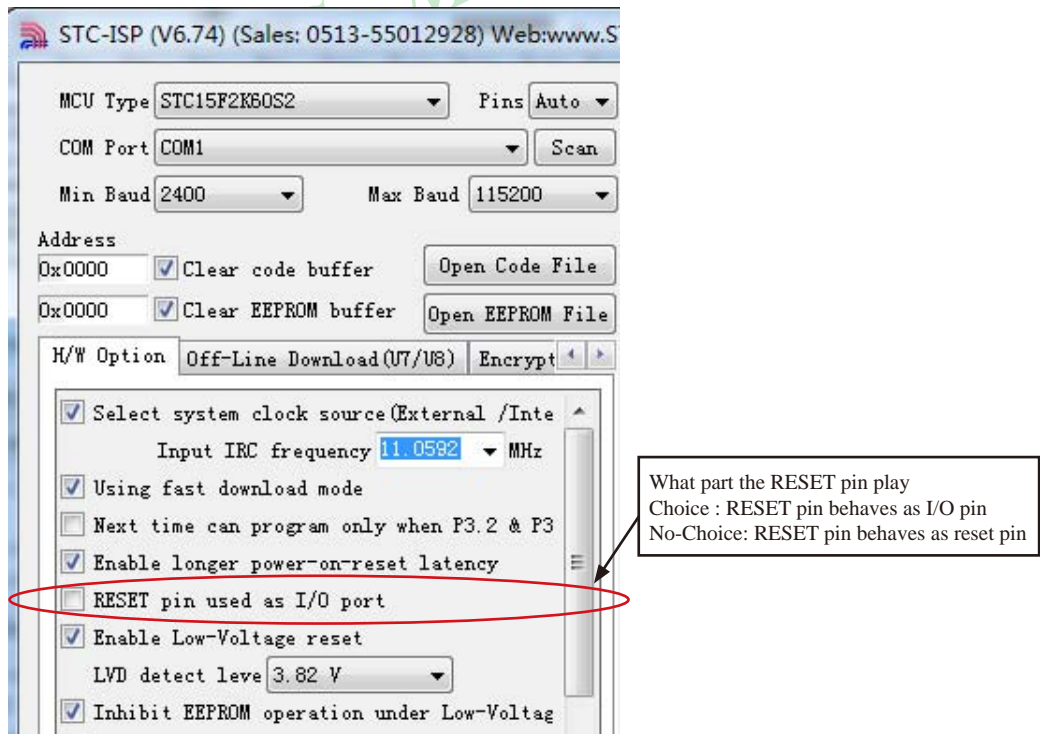 STC-ISP (V6.74) (Sales: 0513-55012928) Web:www.S
MCU Type STC15F2K60S2 Pins Auto
COM Port COM1 Scan
Min Baud 2400 Max Baud 115200
Address
0x0000 Clear code buffer Open Code File
0x0000 Clear EEPROM buffer Open EEPROM File
H/W Option Off-Line Download(U7/U8) Encrypt
Select system clock source(External /Inte
Input IRC frequency 11.0592 MHz
Using fast download mode
Next time can program only when P3.2 & P3
Enable longer power-on-reset latency
RESET pin used as I/O port
Enable Low-Voltage reset
LVD detect leve 3.82 V
Inhibit EEPROM operation under Low-Voltag
What part the RESET pin play
Choice : RESET pin behaves as I/O pin
No-Choice: RESET pin behaves as reset pin